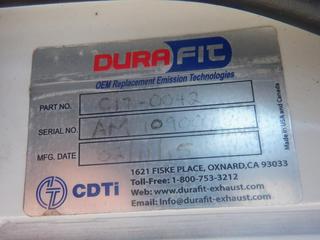 DURAFIT
OEM Replacement Emission Technologies
PART NO. C17-0042
SERIAL NO.
MFG. DATE
Made in USA and Canada
CDTi
1621 FISKE PLACE, OXNARD,CA 93033
Toll-Free: 1-800-753-3212
Web: www.durafit-exhaust.com
Email: Info@durafit-exhaust.com